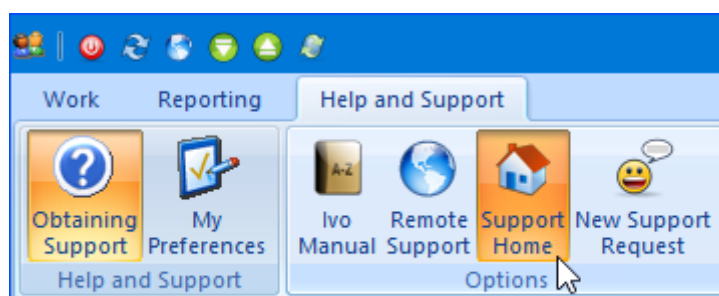 Work Reporting Help and Support
A-Z
Obtaining My Ivo Remote Support New Support
Support Preferences Manual Support Home Request
Help and Support Options